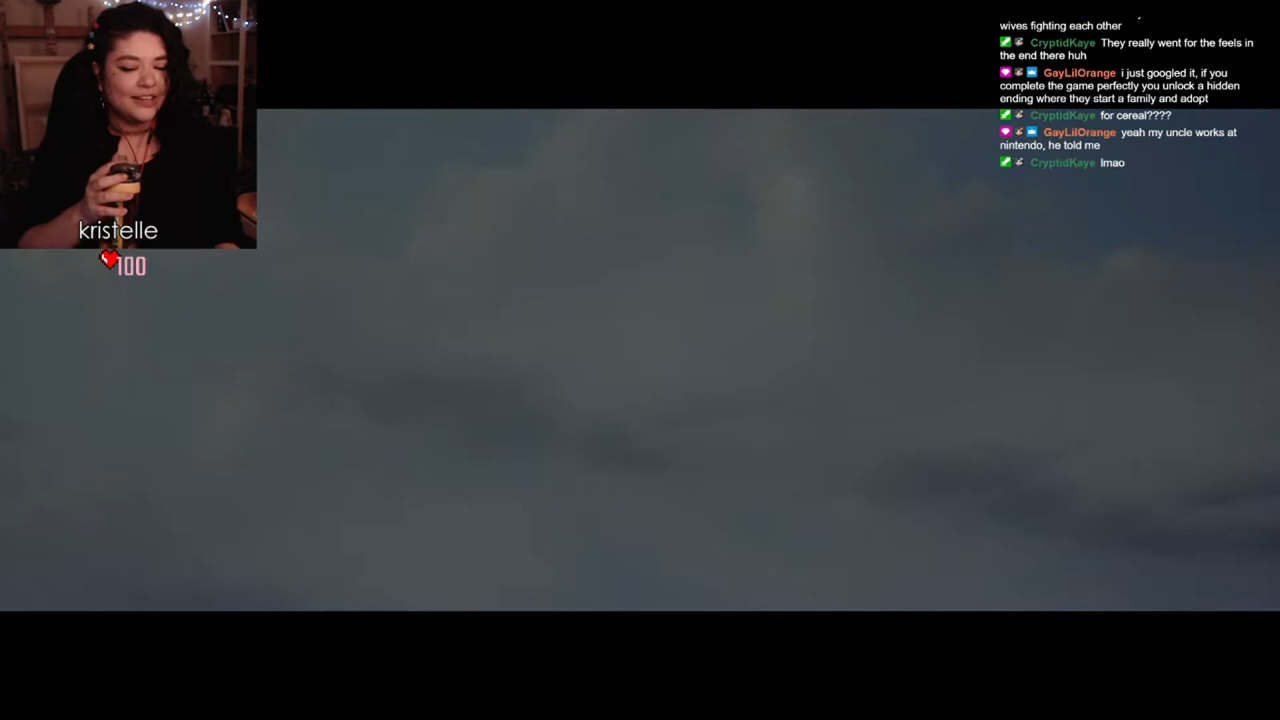 wives fighting each other
CryptidKaye They really went for the feels in
the end there huh
GayLilOrange i just googled it, if you
complete the game perfectly you unlock a hidden
ending where they start a family and adopt
CryptidKaye for cereal????
GayLilOrange yeah my uncle works at
nintendo, he told me
CryptidKaye lmao
kristelle
100